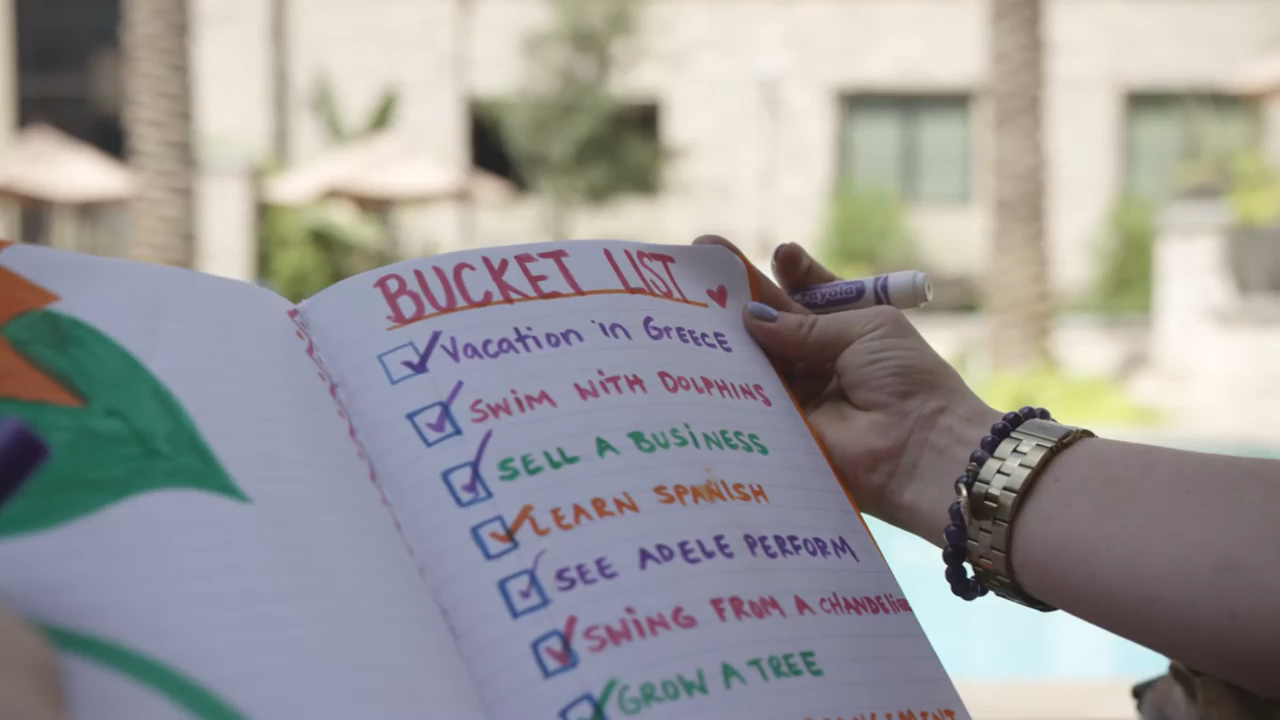 BUCKET LIST
Vacation in GREECE
SWiM WiTH DOLPHINS
SELL A BUSiNESS
LEARN SPANiSH
SEE ADELE PERFORM
SWiNG FROM A CHANDELiER
GROW A TREE
crayola